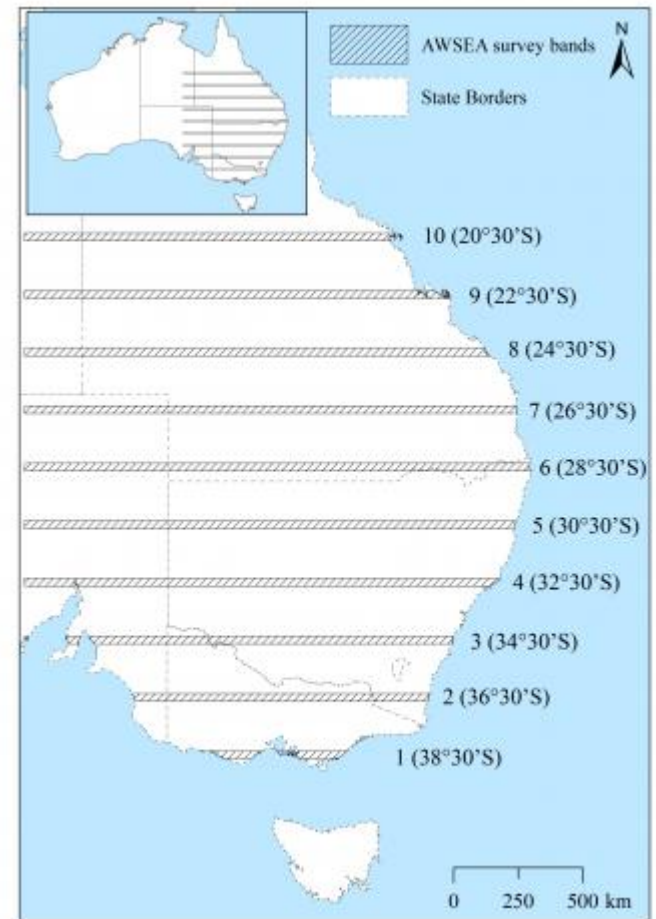 AWSEA survey bands
N
State Borders
10 (20°30’S)
9 (22°30’S)
8 (24°30’S)
7 (26°30’S)
6 (28°30’S)
5 (30°30’S)
4 (32°30’S)
3 (34°30’S)
2 (36°30’S)
1 (38°30’S)
0 250 500 km